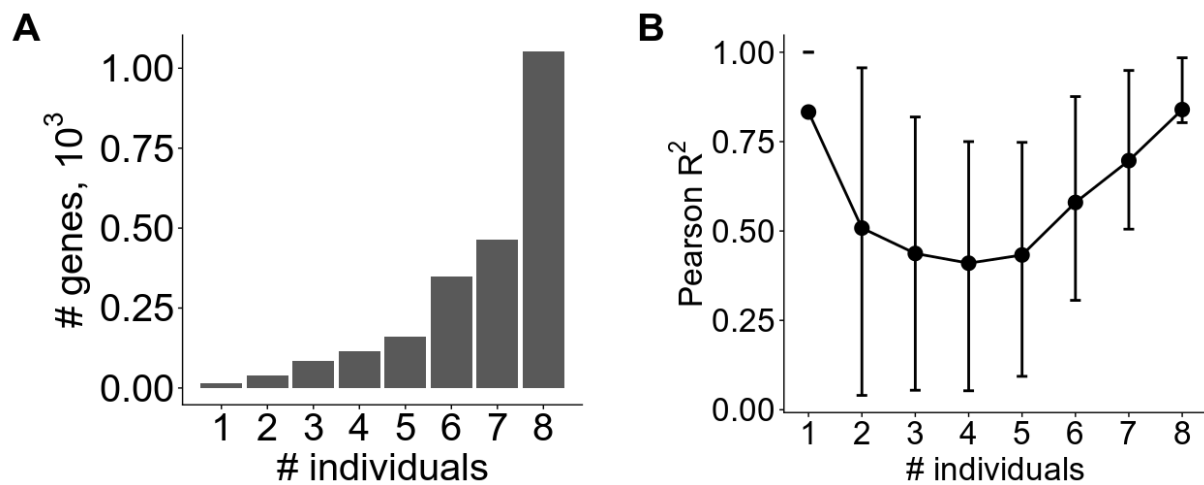 A
# genes, 10³
1.00
0.75
0.50
0.25
0.00
1 2 3 4 5 6 7 8
# individuals
B
Pearson R²
1.00
0.75
0.50
0.25
0.00
1 2 3 4 5 6 7 8
# individuals